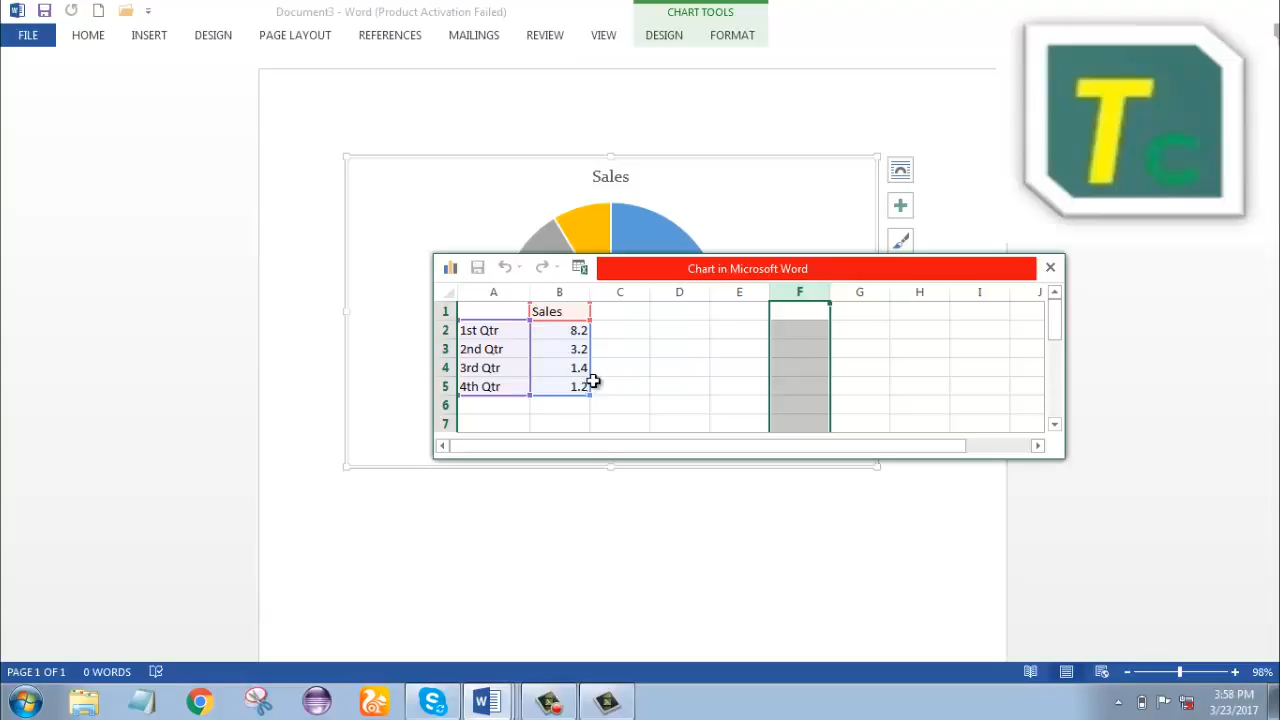 Document3 - Word (Product Activation Failed)
CHART TOOLS
FILE HOME INSERT DESIGN PAGE LAYOUT REFERENCES MAILINGS REVIEW VIEW DESIGN FORMAT
TC
Sales
Chart in Microsoft Word
A B C D E F G H I J
1 Sales
2 1st Qtr 8.2
3 2nd Qtr 3.2
4 3rd Qtr 1.4
5 4th Qtr 1.2
6
7
PAGE 1 OF 1 0 WORDS 98%
3:58 PM
3/23/2017